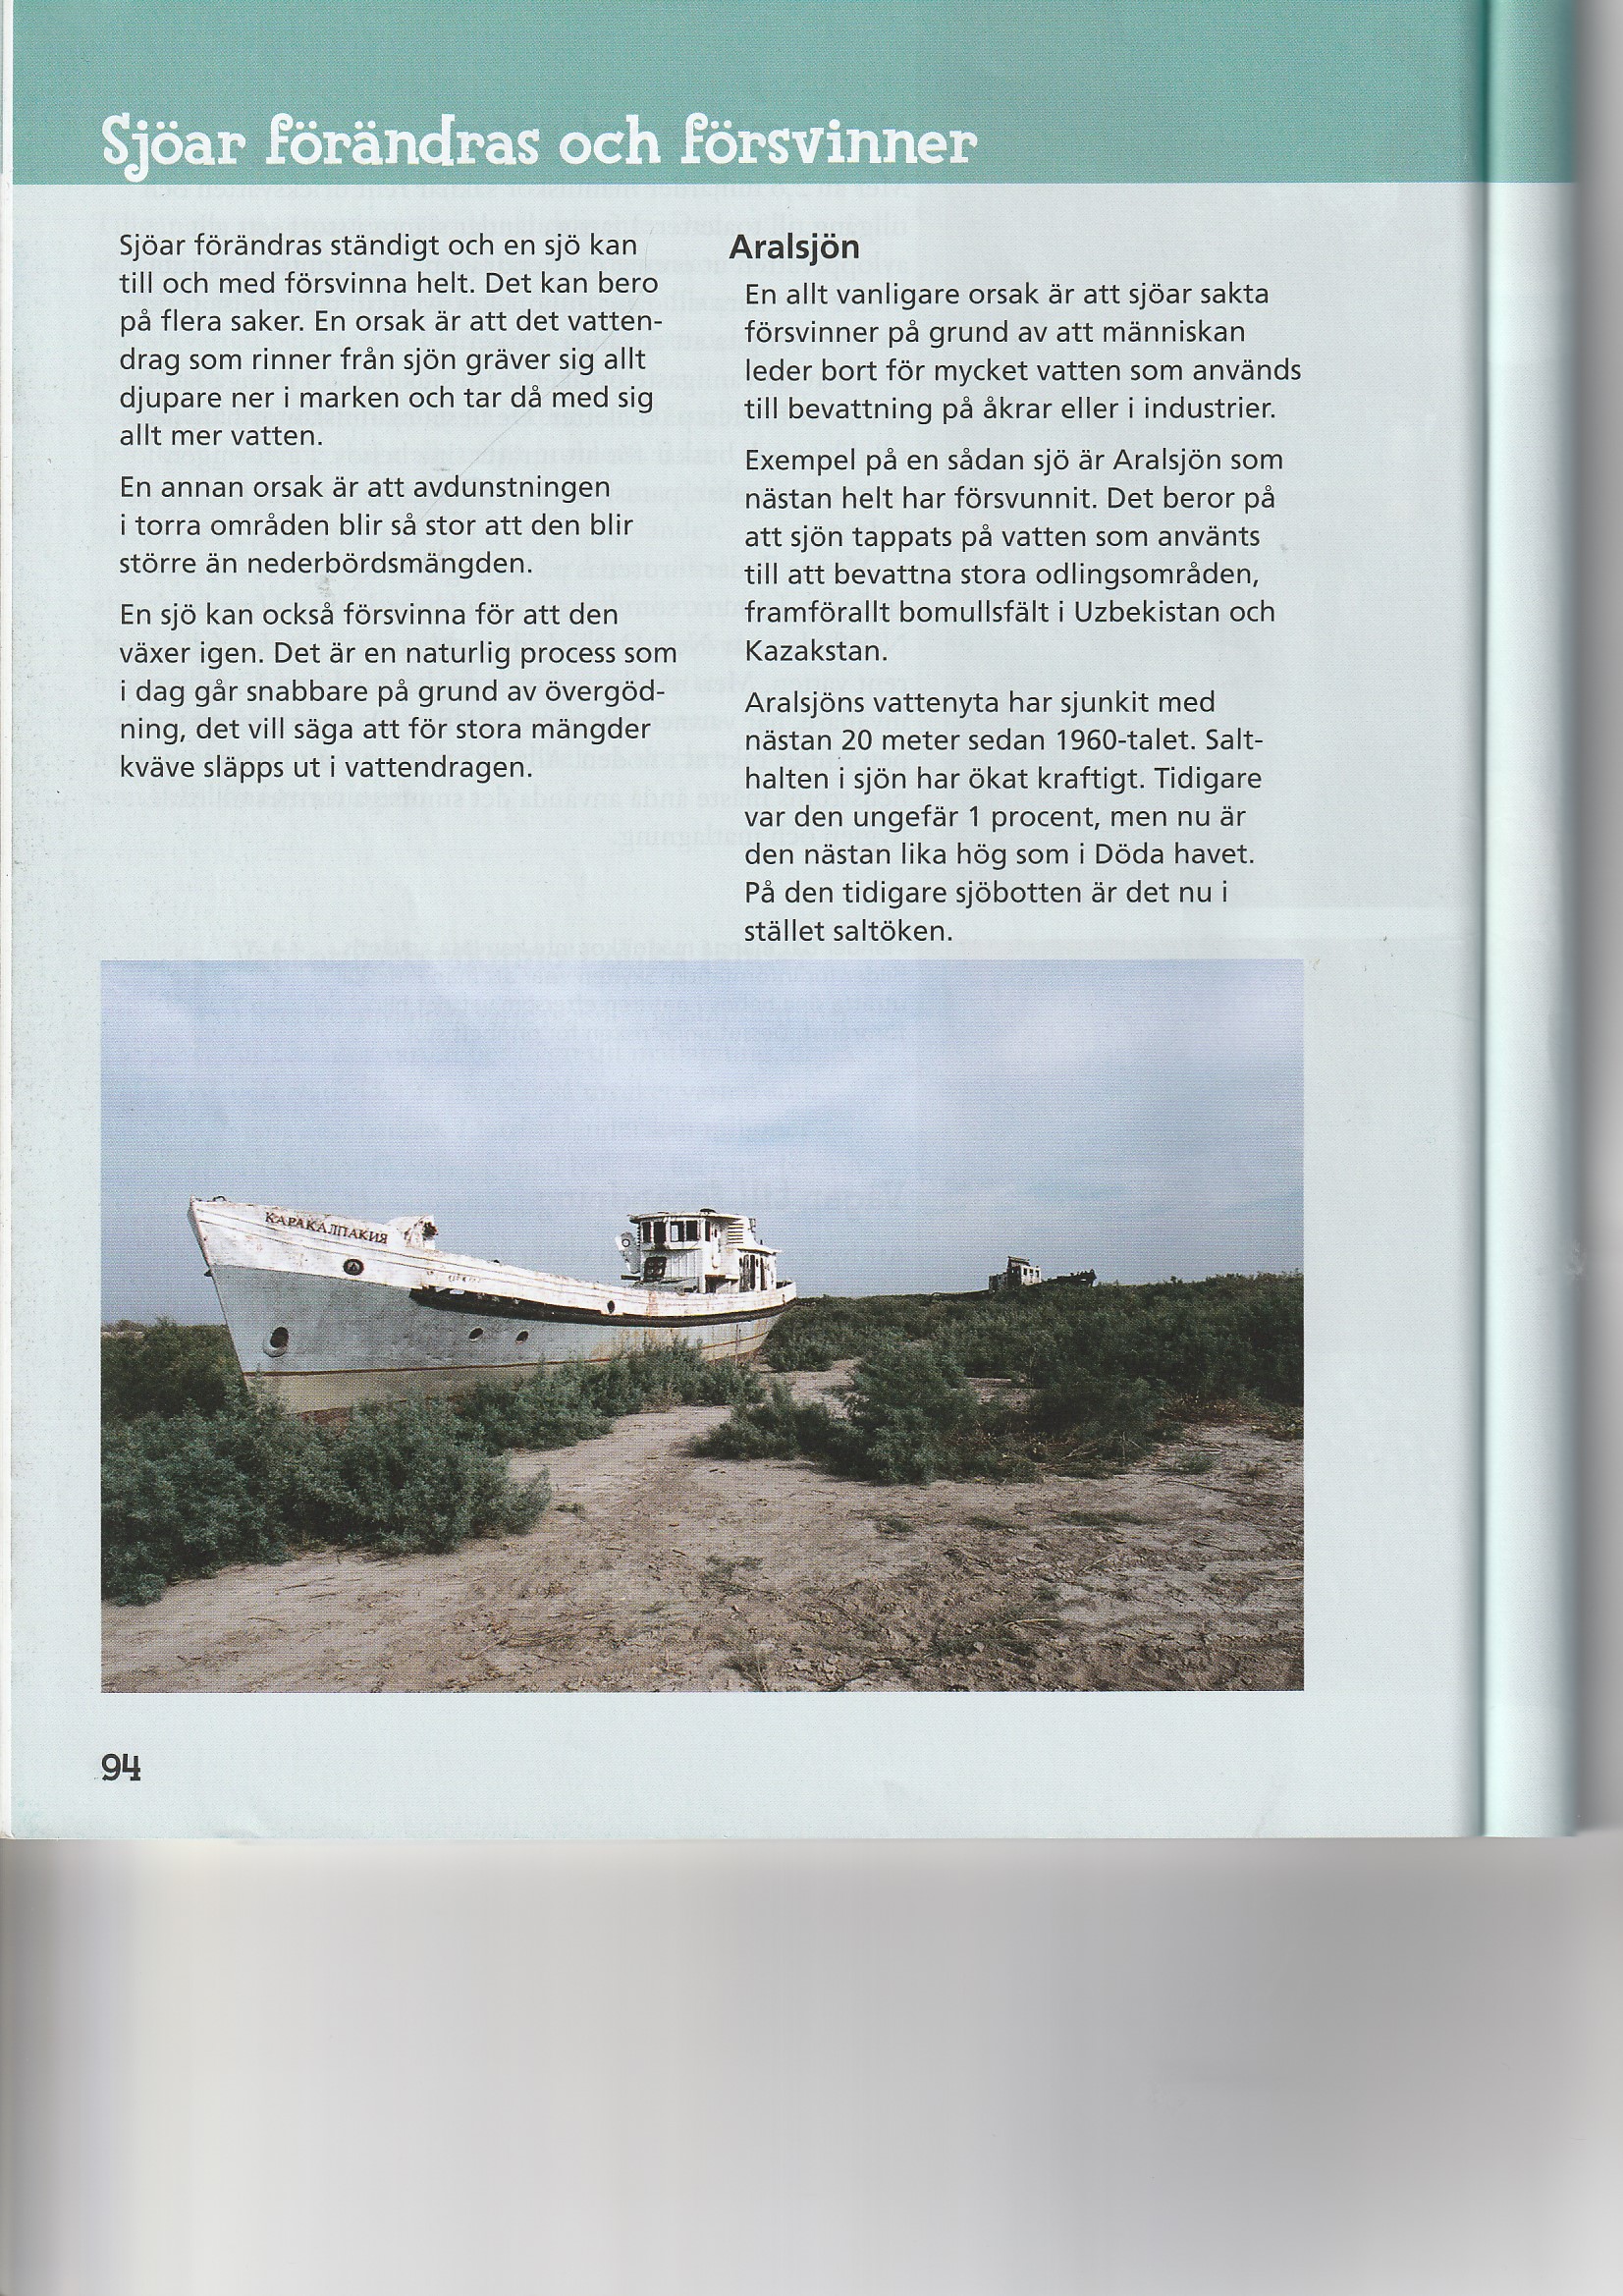 Sjöar förändras och försvinner
Sjöar förändras ständigt och en sjö kan
till och med försvinna helt. Det kan bero
på flera saker. En orsak är att det vatten-
drag som rinner från sjön gräver sig allt
djupare ner i marken och tar då med sig
allt mer vatten.
En annan orsak är att avdunstningen
i torra områden blir så stor att den blir
större än nederbördsmängden.
En sjö kan också försvinna för att den
växer igen. Det är en naturlig process som
i dag går snabbare på grund av övergöd-
ning, det vill säga att för stora mängder
kväve släpps ut i vattendragen.
Aralsjön
En allt vanligare orsak är att sjöar sakta
försvinner på grund av att människan
leder bort för mycket vatten som används
till bevattning på åkrar eller i industrier.
Exempel på en sådan sjö är Aralsjön som
nästan helt har försvunnit. Det beror på
att sjön tappats på vatten som använts
till att bevattna stora odlingsområden,
framförallt bomullsfält i Uzbekistan och
Kazakstan.
Aralsjöns vattenyta har sjunkit med
nästan 20 meter sedan 1960-talet. Salt-
halten i sjön har ökat kraftigt. Tidigare
var den ungefär 1 procent, men nu är
den nästan lika hög som i Döda havet.
På den tidigare sjöbotten är det nu i
stället saltöken.
КАРАКАЛПАКИЯ
94